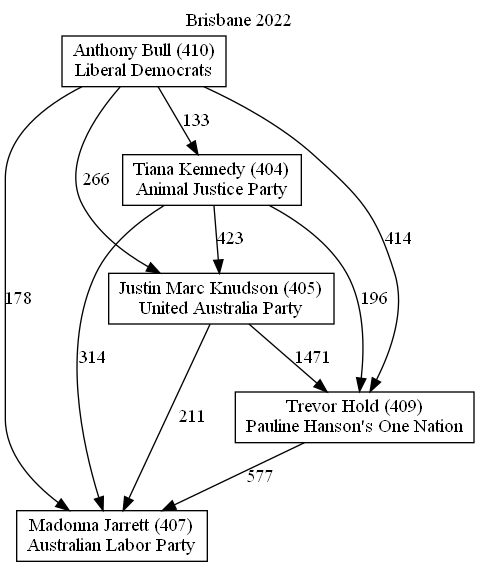 Brisbane 2022
Anthony Bull (410)
Liberal Democrats
133
Tiana Kennedy (404)
Animal Justice Party
266
423
414
Justin Marc Knudson (405)
United Australia Party
178
196
314
1471
Trevor Hold (409)
Pauline Hanson's One Nation
211
577
Madonna Jarrett (407)
Australian Labor Party